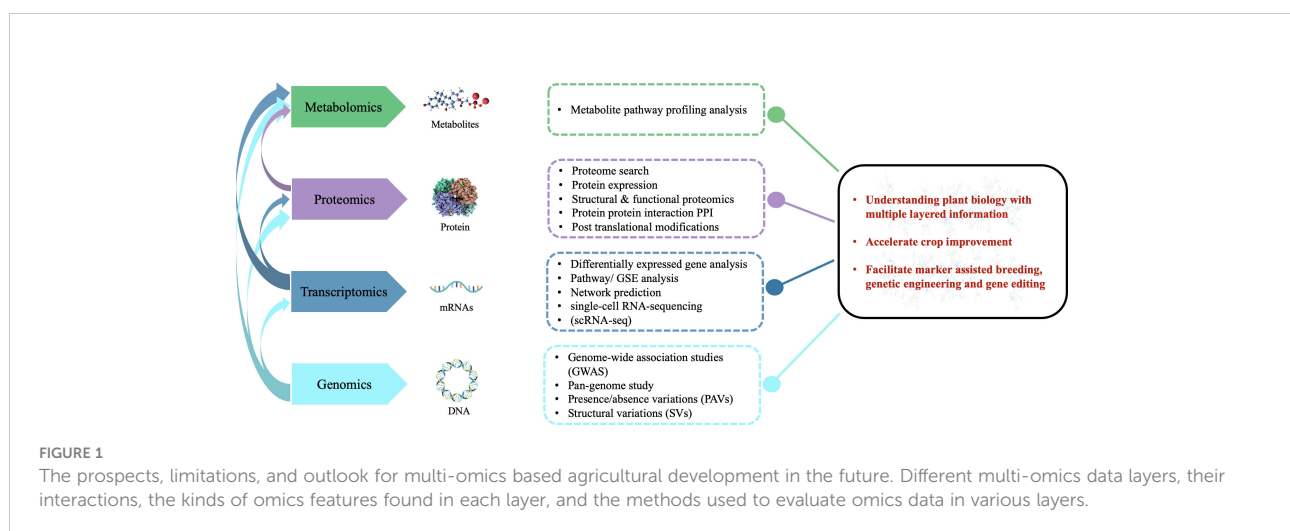 Metabolomics
Metabolites
• Metabolite pathway profiling analysis
Proteomics
Protein
• Proteome search
• Protein expression
• Structural & functional proteomics
• Protein protein interaction PPI
• Post translational modifications
Transcriptomics
mRNAs
• Differentially expressed gene analysis
• Pathway/ GSE analysis
• Network prediction
• single-cell RNA-sequencing
• (scRNA-seq)
Genomics
DNA
• Genome-wide association studies
(GWAS)
• Pan-genome study
• Presence/absence variations (PAVs)
• Structural variations (SVs)
• Understanding plant biology with
multiple layered information
• Accelerate crop improvement
• Facilitate marker assisted breeding,
genetic engineering and gene editing
FIGURE 1
The prospects, limitations, and outlook for multi-omics based agricultural development in the future. Different multi-omics data layers, their
interactions, the kinds of omics features found in each layer, and the methods used to evaluate omics data in various layers.